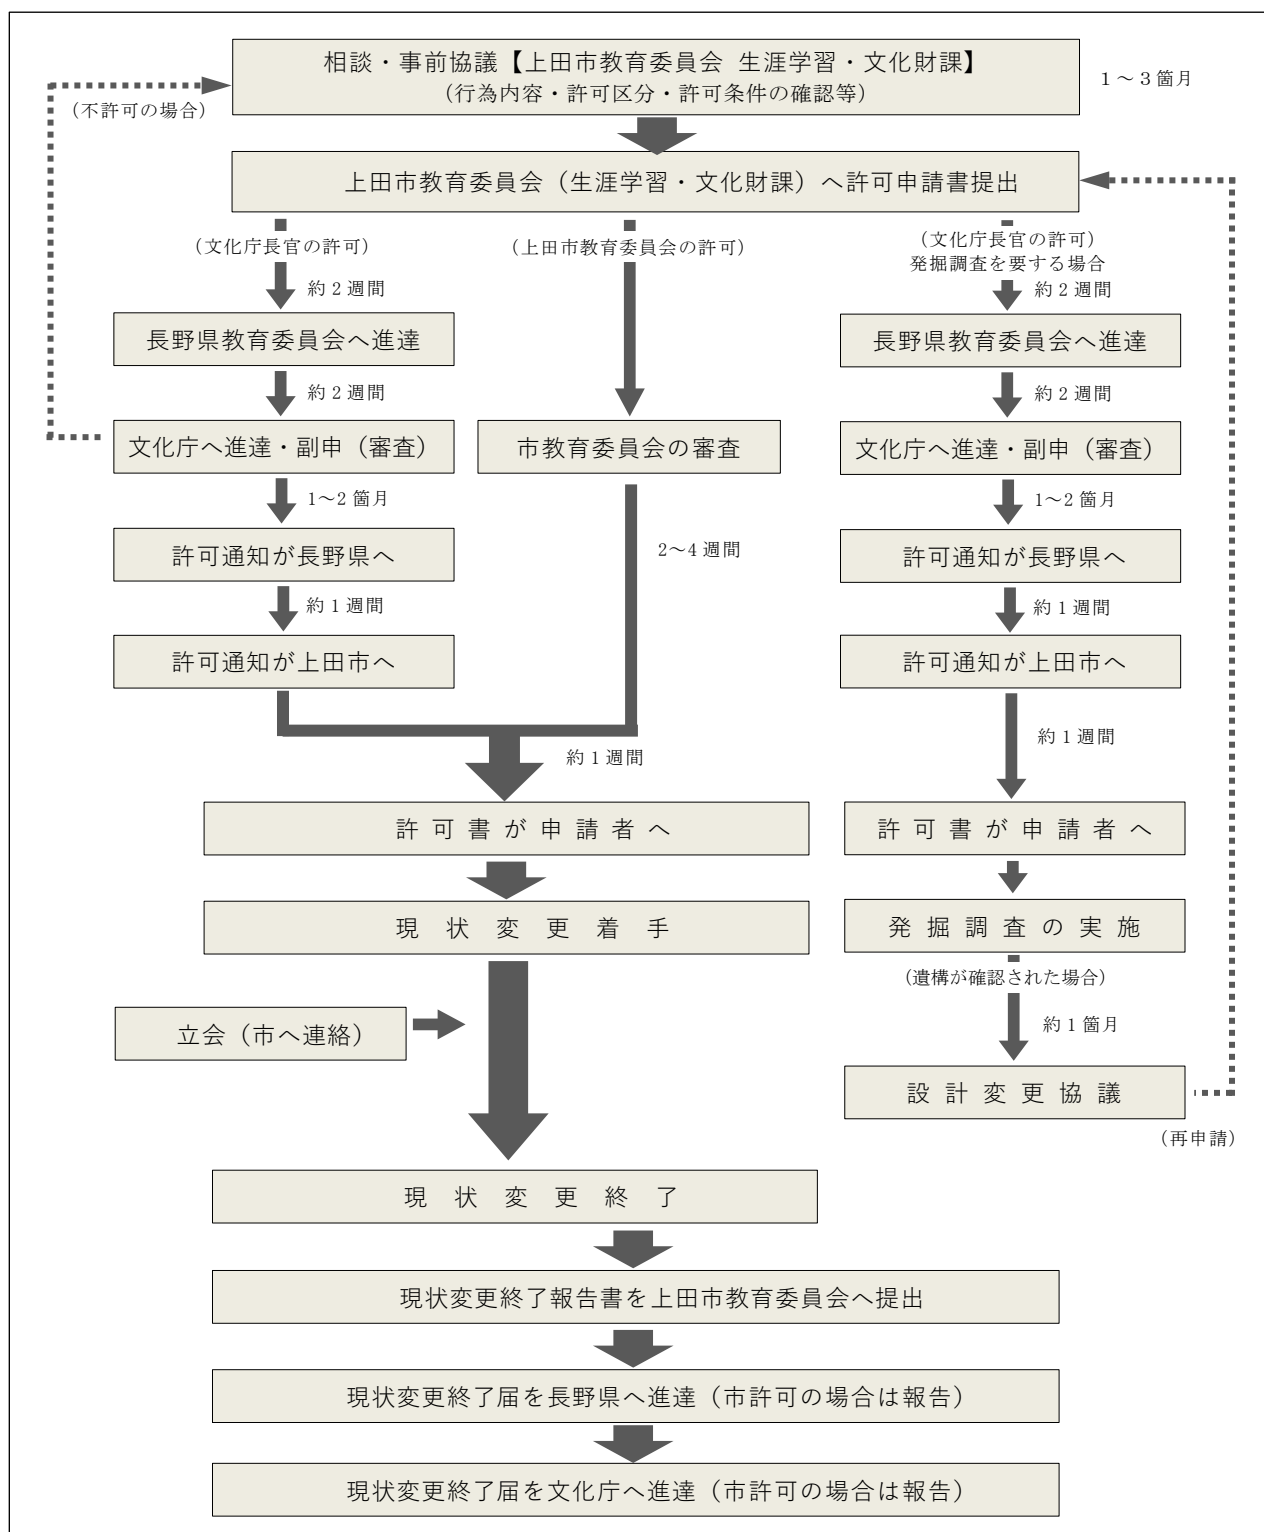 相談・事前協議【上田市教育委員会 生涯学習・文化財課】
（行為内容・許可区分・許可条件の確認等）
１～３箇月
（不許可の場合）
上田市教育委員会（生涯学習・文化財課）へ許可申請書提出
（文化庁長官の許可）
約２週間
長野県教育委員会へ進達
約２週間
文化庁へ進達・副申（審査）
1～2 箇月
許可通知が長野県へ
約１週間
許可通知が上田市へ
（上田市教育委員会の許可）
市教育委員会の審査
2～4 週間
約１週間
許可書が申請者へ
現状変更着手
立会（市へ連絡）
（文化庁長官の許可）
発掘調査を要する場合
約２週間
長野県教育委員会へ進達
約２週間
文化庁へ進達・副申（審査）
1～2 箇月
許可通知が長野県へ
約１週間
許可通知が上田市へ
約１週間
許可書が申請者へ
発掘調査の実施
（遺構が確認された場合）
約１箇月
設計変更協議
（再申請）
現状変更終了
現状変更終了報告書を上田市教育委員会へ提出
現状変更終了届を長野県へ進達（市許可の場合は報告）
現状変更終了届を文化庁へ進達（市許可の場合は報告）